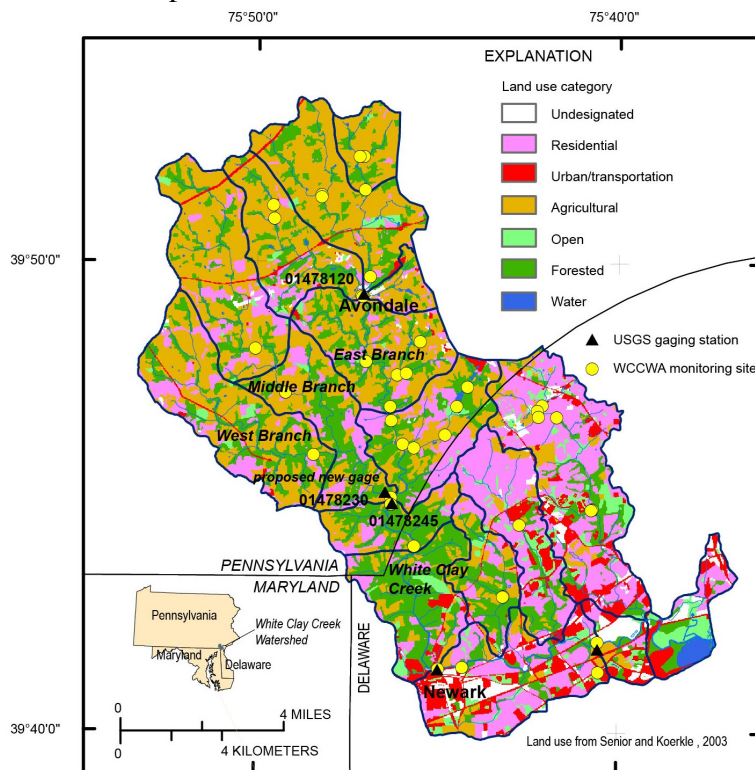 75°50'0"
75°40'0"
EXPLANATION
Land use category
Undesignated
Residential
Urban/transportation
Agricultural
Open
Forested
Water
USGS gaging station
WCCWA monitoring site
39°50'0"
01478120
Avondale
East Branch
Middle Branch
West Branch
proposed new gage
01478230
01478245
White Clay
Creek
PENNSYLVANIA
MARYLAND
DELAWARE
Pennsylvania
White Clay Creek
Watershed
Maryland
Delaware
Newark
0
4 MILES
0
4 KILOMETERS
39°40'0"
Land use from Senior and Koerkle , 2003